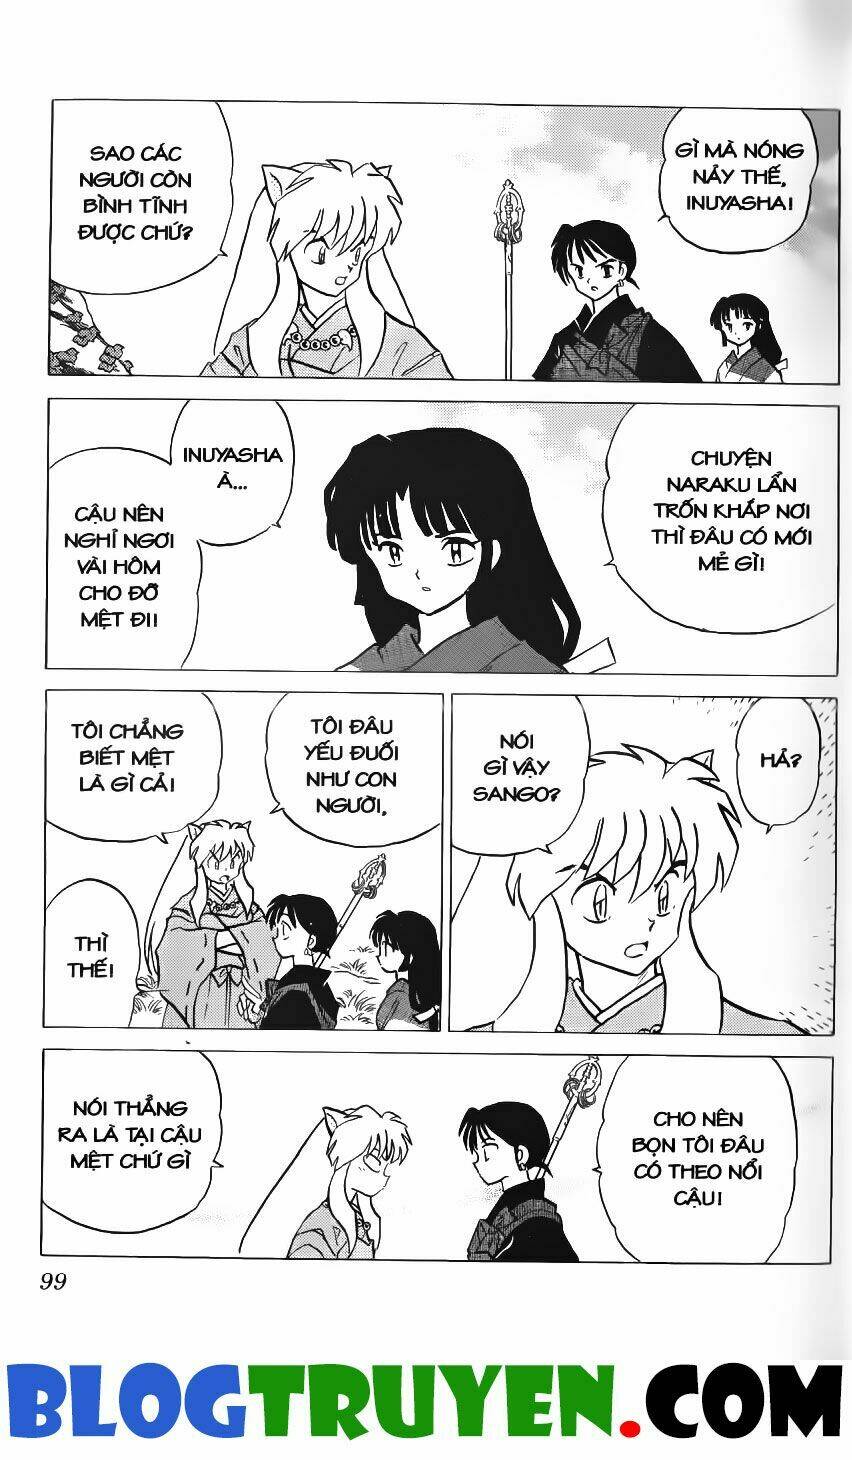 GÌ MÀ NÓNG
NẢY THẾ,
INUYASHA!
SAO CÁC
NGƯỜI CÒN
BÌNH TĨNH
ĐƯỢC CHỨ?
CHUYỆN
NARAKU LẨN
TRỐN KHẮP NƠI
THÌ ĐÂU CÓ MỚI
MẺ GÌ!
INUYASHA
À...
CẬU NÊN
NGHỈ NGƠI
VÀI HÔM
CHO ĐỠ
MỆT ĐI!
HẢ?
NÓI
GÌ VẬY
SANGO?
TÔI ĐÂU
YẾU ĐUỐI
NHƯ CON
NGƯỜI,
TÔI CHẲNG
BIẾT MỆT
LÀ GÌ CẢ!
THÌ
THẾ!
CHO NÊN
BỌN TÔI ĐÂU
CÓ THEO NỔI
CẬU!
NÓI THẲNG
RA LÀ TẠI CẬU
MỆT CHỨ GÌ
99
BLOGTRUYEN.COM